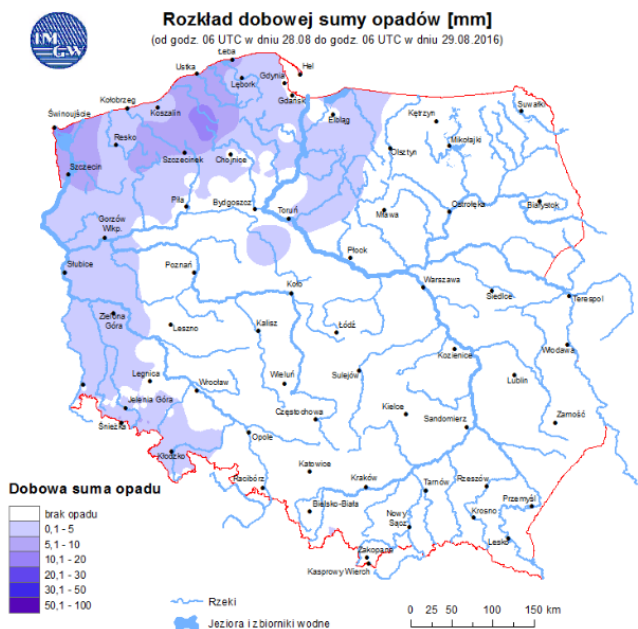 IM
GW
Rozkład dobowej sumy opadów [mm]
(od godz. 06 UTC w dniu 28.08 do godz. 06 UTC w dniu 29.08.2016)
Łeba
Hel
Ustka
Gdynia
Lębork
Kołobrzeg
Koszalin
Gdańsk
Suwałki
Świnoujście
Elbląg
Kętrzyn
Resko
Mikołajki
Olsztyn
Szczecinek
Chojnice
Szczecin
Piła
Bydgoszcz
Toruń
Mława
Ostrołęka
Białystok
Gorzów
Wlkp.
Płock
Słubice
Poznań
Koło
Warszawa
Siedlce
Terespol
Zielona
Góra
Leszno
Kalisz
Łódź
Kozienice
Włodawa
Legnica
Wrocław
Wieluń
Sulejów
Lublin
Jelenia Góra
Częstochowa
Kielce
Sandomierz
Zamość
Śnieżka
Opole
Kłodzko
Katowice
Racibórz
Kraków
Tarnów
Rzeszów
Bielsko-Biała
Nowy
Sącz
Krosno
Przemyśl
Lesko
Zakopane
Kasprowy Wierch
Dobowa suma opadu
brak opadu
0,1 - 5
5,1 - 10
10,1 - 20
20,1 - 30
30,1 - 50
50,1 - 100
Rzeki
Jeziora i zbiorniki wodne
0 25 50 100 150 km